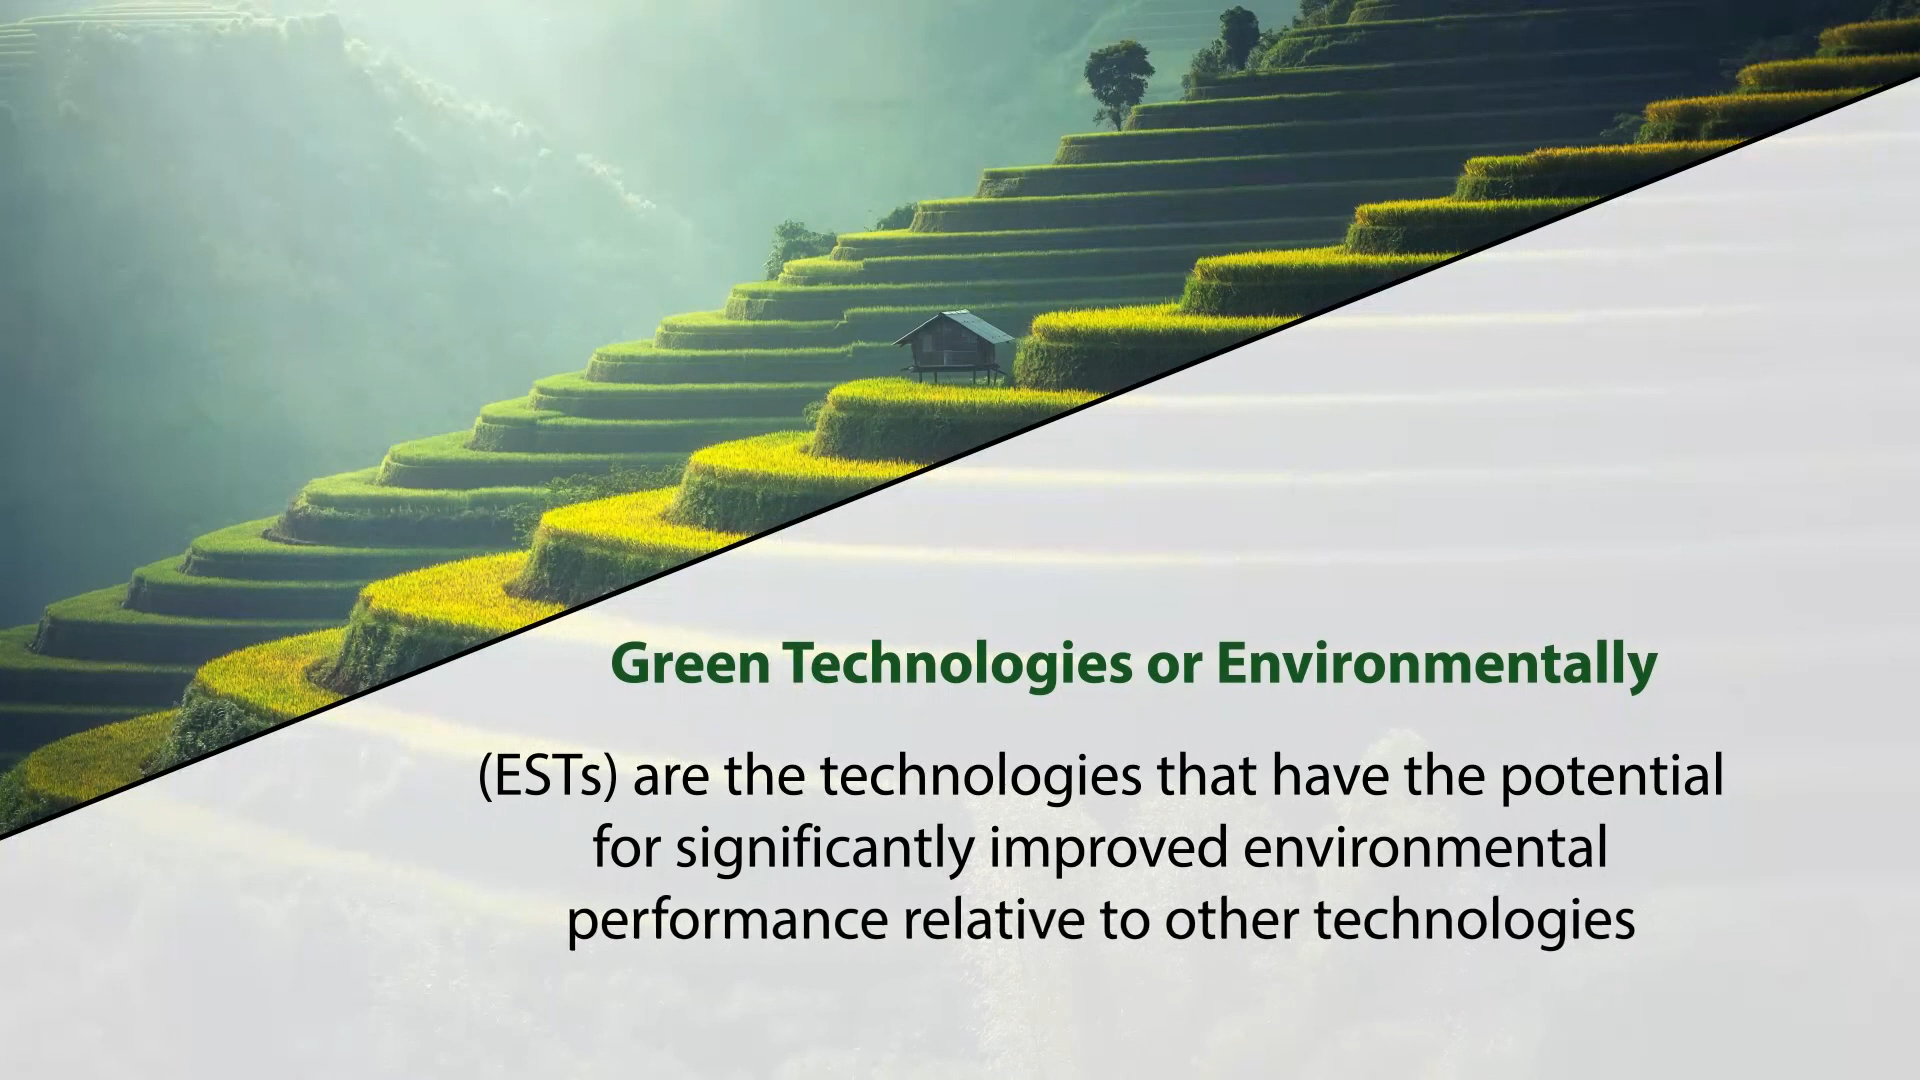 Green Technologies or Environmentally
(ESTs) are the technologies that have the potential
for significantly improved environmental
performance relative to other technologies